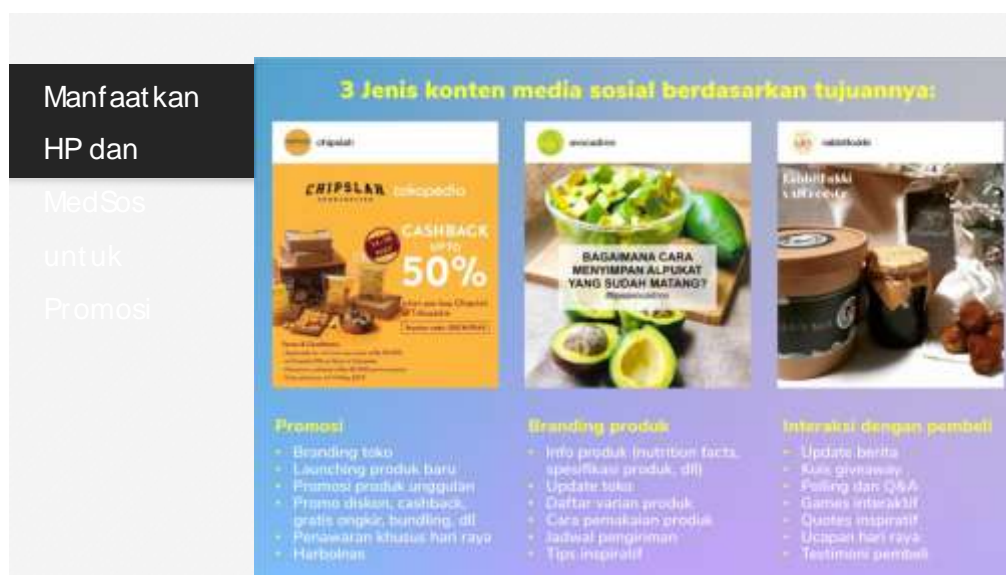 Manfaatkan
HP dan
MedSos
untuk
Promosi
3 Jenis konten media sosial berdasarkan tujuannya:
chipslah
CHIPSLAH tokopedia
CASHBACK
UPTO
50%
avocadren
BAGAIMANA CARA
MENYIMPAN ALPUKAT
YANG SUDAH MATANG?
Promosi
• Branding toko
• Launching produk baru
• Promosi produk unggulan
• Promo diskon, cashback,
gratis ongkir, bundling, dll
• Penawaran khusus hari raya
• Harbolnas
Branding produk
• Info produk (nutrition facts,
spesifikasi produk, dll)
• Update toko
• Daftar varian produk
• Cara pemakaian produk
• Jadwal pengiriman
• Tips inspiratif
Interaksi dengan pembeli
• Update berita
• Kuis giveaway
• Polling dan Q&A
• Games interaktif
• Quotes inspiratif
• Ucapan hari raya
• Testimoni pembeli